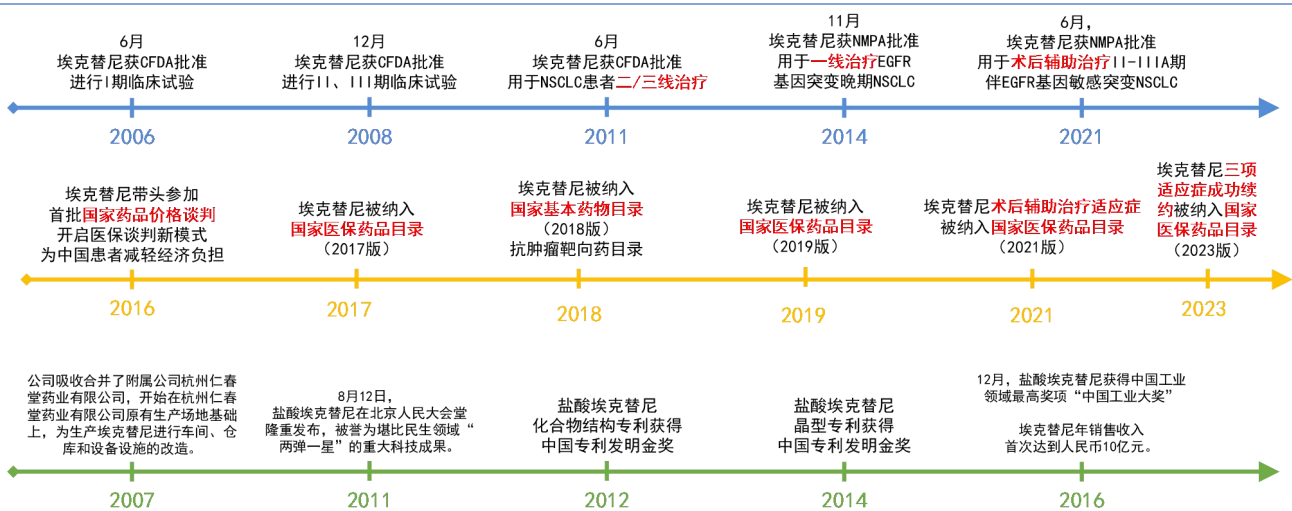 6月
埃克替尼获CFDA批准
进行I期临床试验
2006
12月
埃克替尼获CFDA批准
进行II、III期临床试验
2008
6月
埃克替尼获CFDA批准
用于NSCLC患者二/三线治疗
2011
11月
埃克替尼获NMPA批准
用于一线治疗EGFR
基因突变晚期NSCLC
2014
6月，
埃克替尼获NMPA批准
用于术后辅助治疗II-IIIA期
伴EGFR基因敏感突变NSCLC
2021
埃克替尼带头参加
首批国家药品价格谈判
开启医保谈判新模式
为中国患者减轻经济负担
2016
埃克替尼被纳入
国家医保药品目录
（2017版）
2017
埃克替尼被纳入
国家基本药物目录
（2018版）
抗肿瘤靶向药目录
2018
埃克替尼被纳入
国家医保药品目录
（2019版）
2019
埃克替尼术后辅助治疗适应症
被纳入国家医保药品目录
（2021版）
2021
埃克替尼三项
适应症成功续
约被纳入国家
医保药品目录
（2023版）
2023
公司吸收合并了附属公司杭州仁春
堂药业有限公司，开始在杭州仁春
堂药业有限公司原有生产场地基础
上，为生产埃克替尼进行车间、仓
库和设备设施的改造。
2007
8月12日，
盐酸埃克替尼在北京人民大会堂
隆重发布，被誉为堪比民生领域“
两弹一星”的重大科技成果。
2011
盐酸埃克替尼
化合物结构专利获得
中国专利发明金奖
2012
盐酸埃克替尼
晶型专利获得
中国专利发明金奖
2014
12月，盐酸埃克替尼获得中国工业
领域最高奖项“中国工业大奖”
埃克替尼年销售收入
首次达到人民币10亿元。
2016